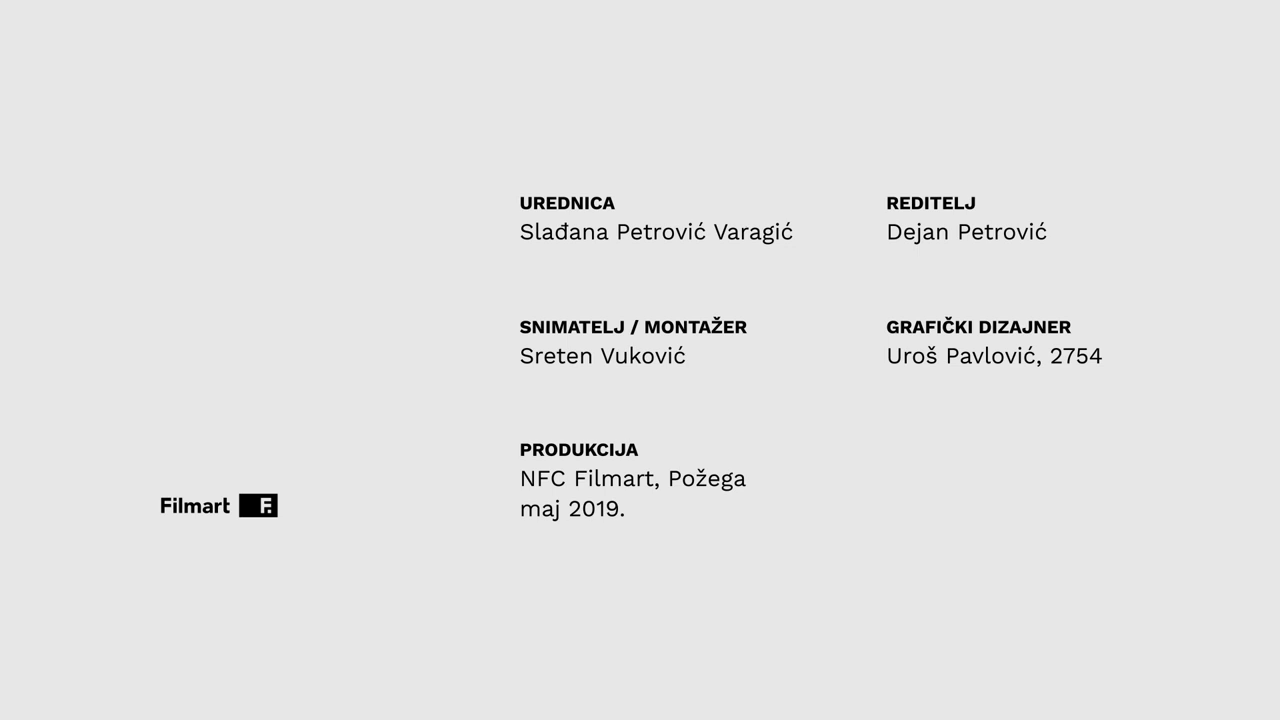 UREDNICA
Slađana Petrović Varagić
REDITELJ
Dejan Petrović
SNIMATELJ / MONTAŽER
Sreten Vuković
GRAFIČKI DIZAJNER
Uroš Pavlović, 2754
PRODUKCIJA
NFC Filmart, Požega
maj 2019.
Filmart F.